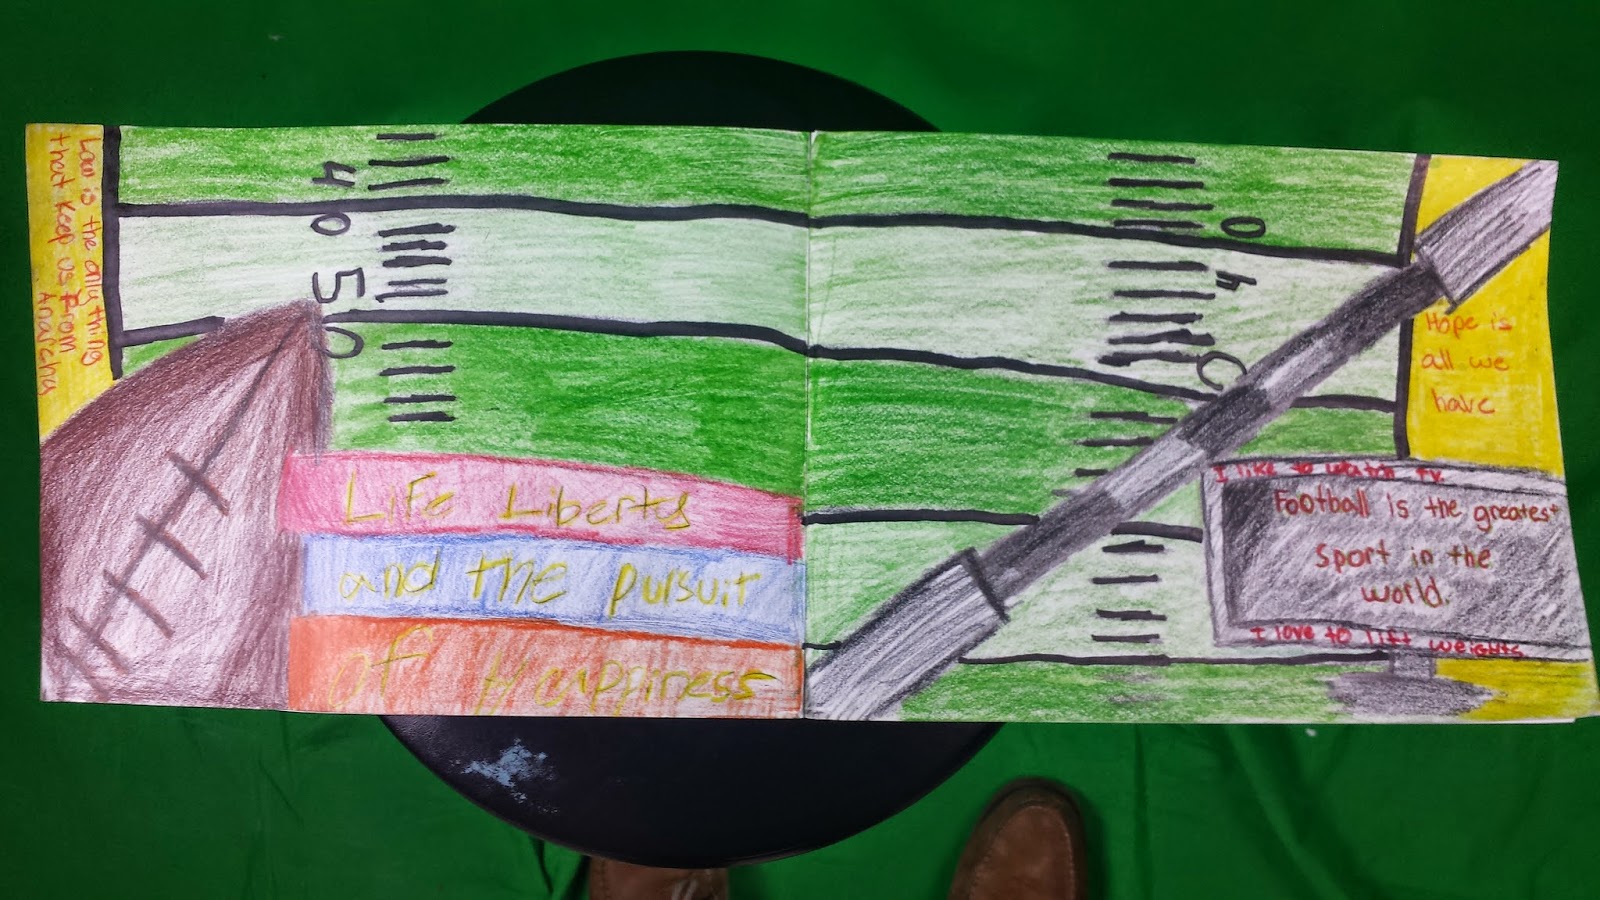 Law is the only thing
that Keep us From
Anarchy
40
50
Life Liberty
and the pursuit
of Happiness
0
40
Hope is
all we
have
I like to watch TV.
Football is the greatest
Sport in the
world.
I love to lift weights